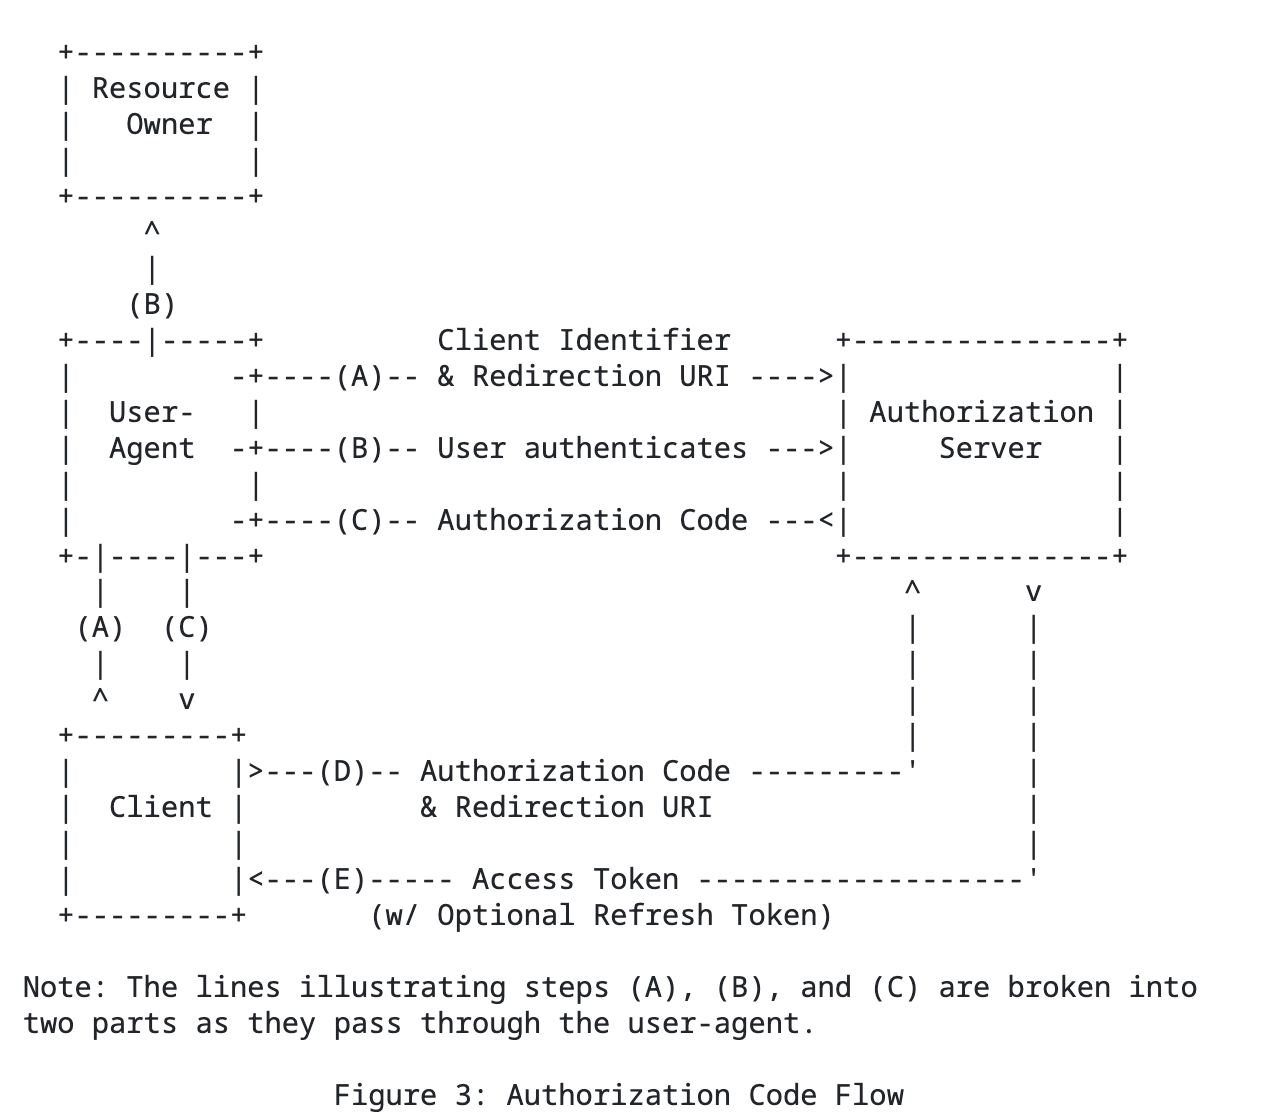 +----------+
| Resource |
|   Owner  |
|          |
+----------+
     ^
     |
    (B)
+----|-----+          Client Identifier      +---------------+
|         -+----(A)-- & Redirection URI ---->|               |
|  User-   |                                 | Authorization |
|  Agent  -+----(B)-- User authenticates --->|     Server    |
|          |                                 |               |
|         -+----(C)-- Authorization Code ---<|               |
+-|----|---+                                 +---------------+
  |    |                                         ^      v
 (A)  (C)                                        |      |
  |    |                                         |      |
  ^    v                                         |      |
+---------+                                      |      |
|         |>---(D)-- Authorization Code ---------'      |
|  Client |          & Redirection URI                  |
|         |                                             |
|         |<---(E)----- Access Token -------------------'
+---------+       (w/ Optional Refresh Token)
Note: The lines illustrating steps (A), (B), and (C) are broken into
two parts as they pass through the user-agent.
Figure 3: Authorization Code Flow